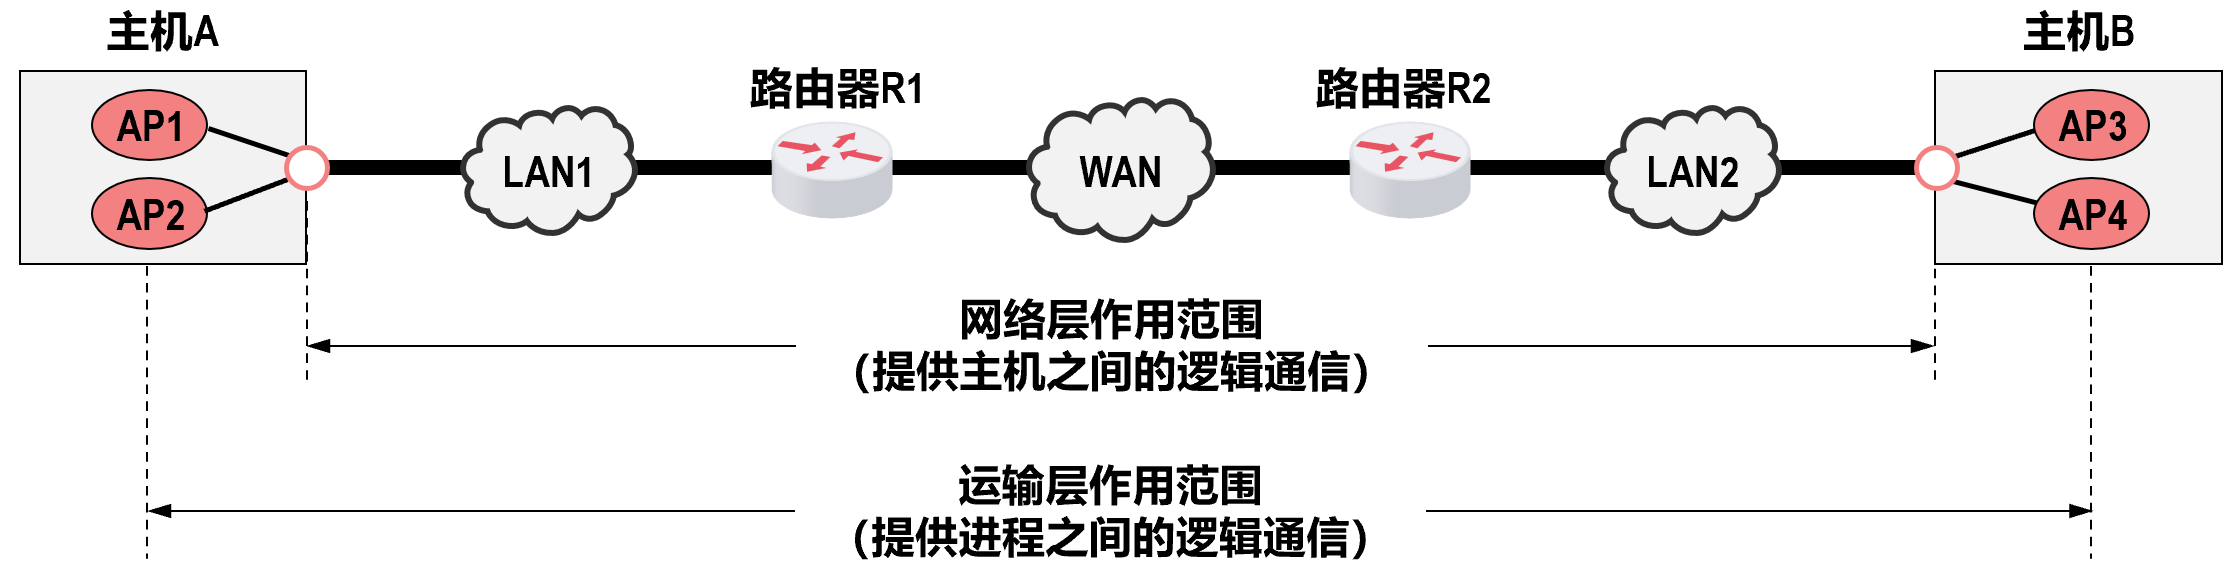 主机A
主机B
路由器R1
路由器R2
AP1
AP3
LAN1
WAN
LAN2
AP2
AP4
网络层作用范围
（提供主机之间的逻辑通信）
运输层作用范围
（提供进程之间的逻辑通信）